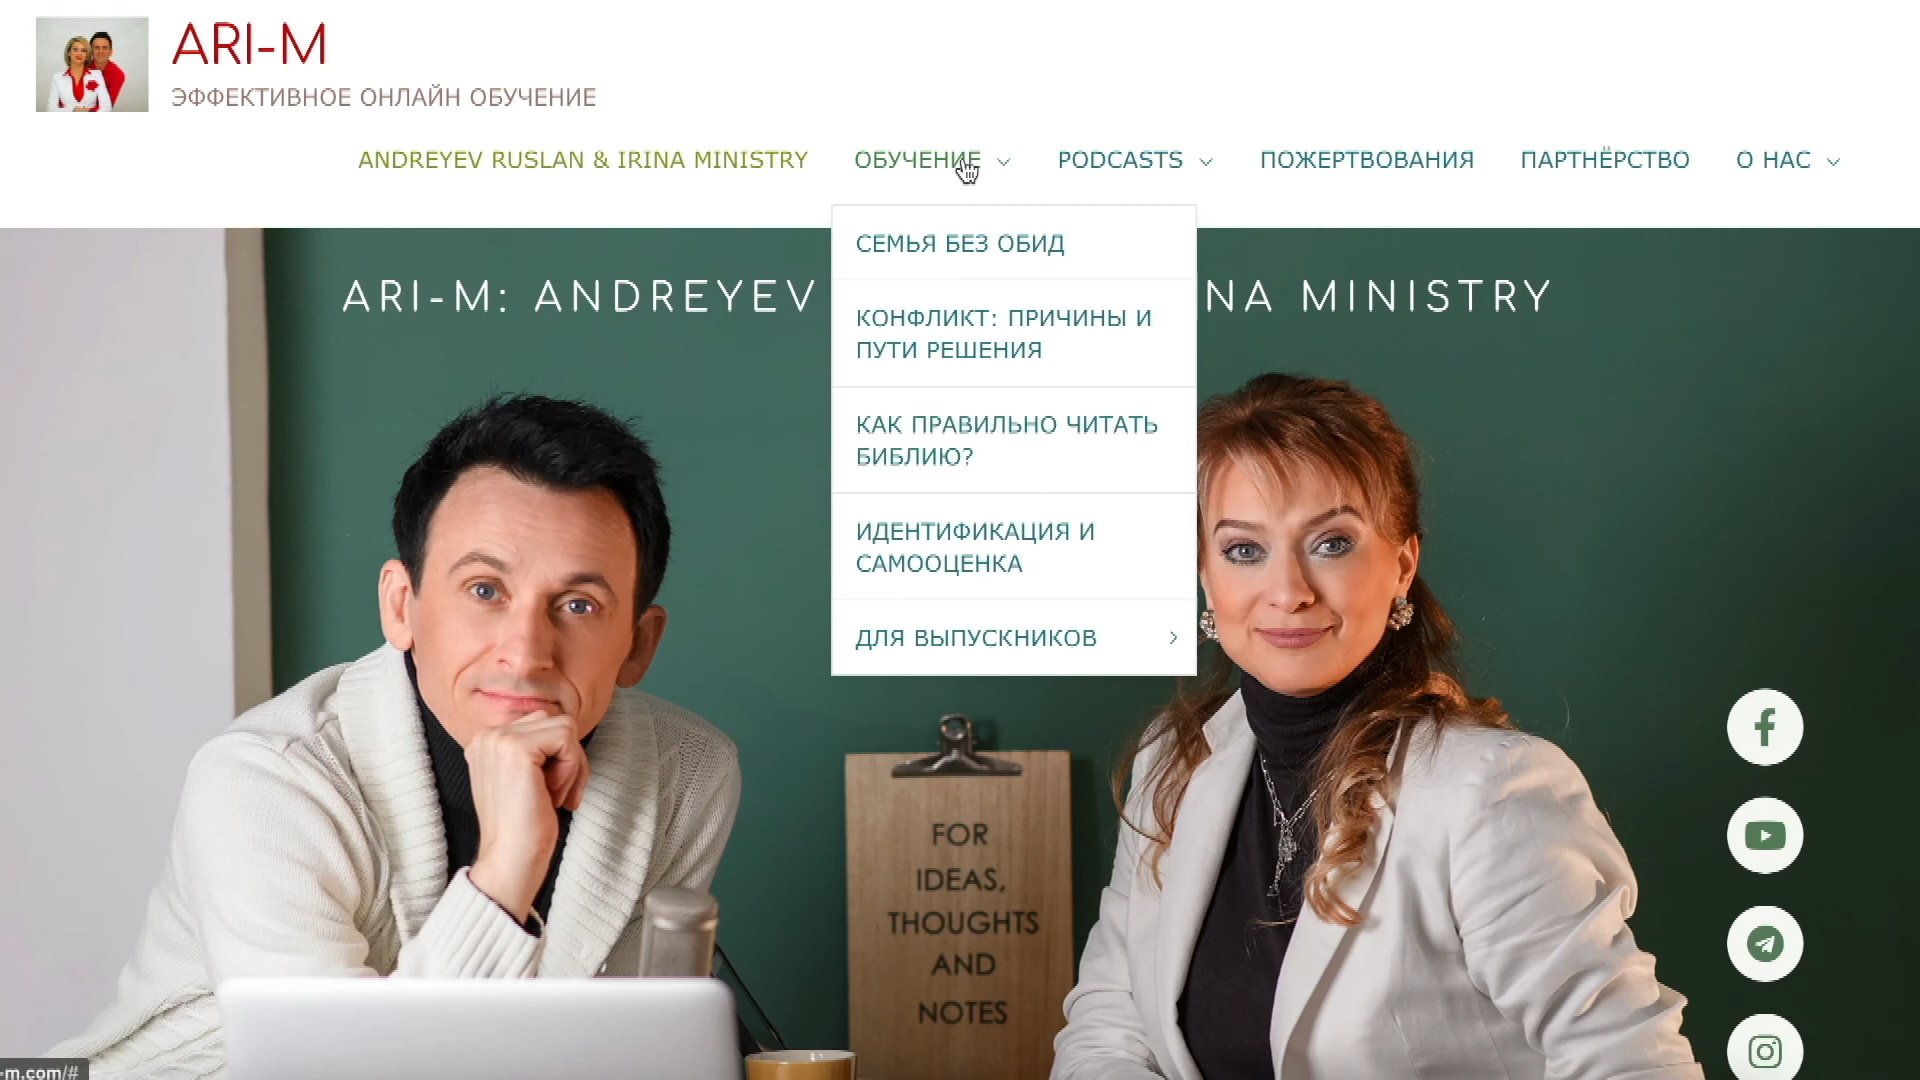 ARI-M
ЭФФЕКТИВНОЕ ОНЛАЙН ОБУЧЕНИЕ
ANDREYEV RUSLAN & IRINA MINISTRY
ОБУЧЕНИЕ
PODCASTS
ПОЖЕРТВОВАНИЯ
ПАРТНЁРСТВО
О НАС
СЕМЬЯ БЕЗ ОБИД
КОНФЛИКТ: ПРИЧИНЫ И
ПУТИ РЕШЕНИЯ
КАК ПРАВИЛЬНО ЧИТАТЬ
БИБЛИЮ?
ИДЕНТИФИКАЦИЯ И
САМООЦЕНКА
ДЛЯ ВЫПУСКНИКОВ
ARI-M: ANDREYEV NA MINISTRY
FOR
IDEAS,
THOUGHTS
AND
NOTES
-m.com/#